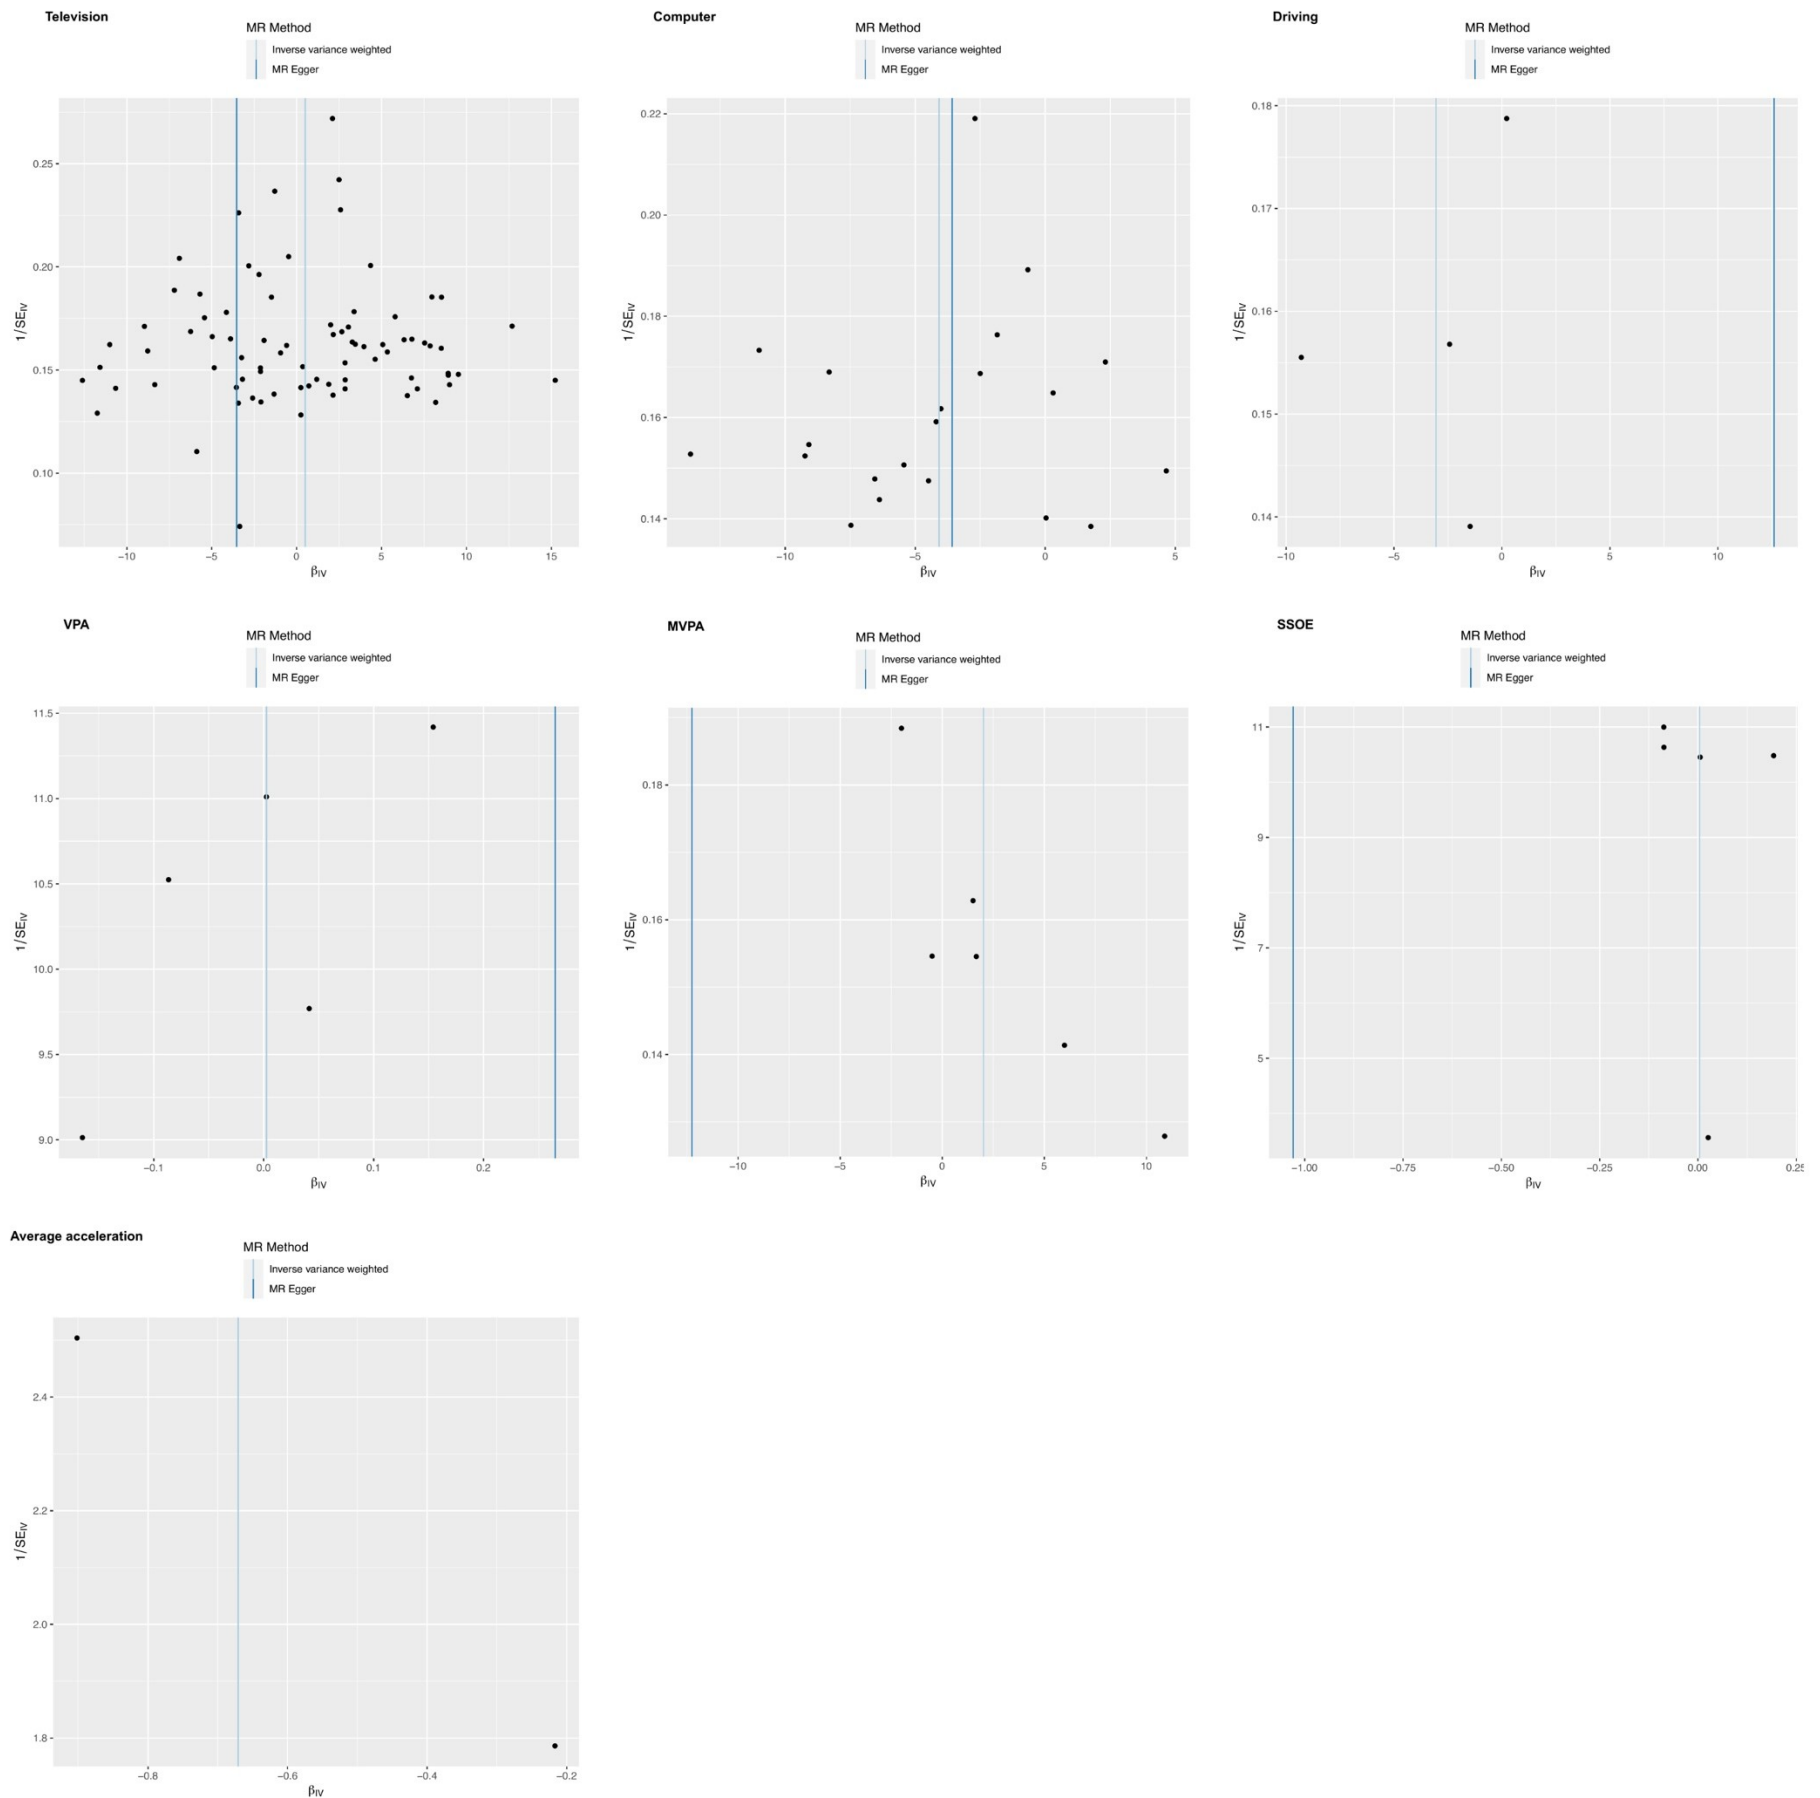 Television
MR Method
Inverse variance weighted
MR Egger
0.25
0.20
0.15
0.10
1/SE_IV
−10 −5 0 5 10 15
β_IV
Computer
MR Method
Inverse variance weighted
MR Egger
0.22
0.20
0.18
0.16
0.14
1/SE_IV
−10 −5 0 5
β_IV
Driving
MR Method
Inverse variance weighted
MR Egger
0.18
0.17
0.16
0.15
0.14
1/SE_IV
−10 −5 0 5 10
β_IV
VPA
MR Method
Inverse variance weighted
MR Egger
11.5
11.0
10.5
10.0
9.5
9.0
1/SE_IV
−0.1 0.0 0.1 0.2
β_IV
MVPA
MR Method
Inverse variance weighted
MR Egger
0.18
0.16
0.14
1/SE_IV
−10 −5 0 5 10
β_IV
SSOE
MR Method
Inverse variance weighted
MR Egger
11
9
7
5
1/SE_IV
−1.00 −0.75 −0.50 −0.25 0.00 0.25
β_IV
Average acceleration
MR Method
Inverse variance weighted
MR Egger
2.4
2.2
2.0
1.8
1/SE_IV
−0.8 −0.6 −0.4 −0.2
β_IV